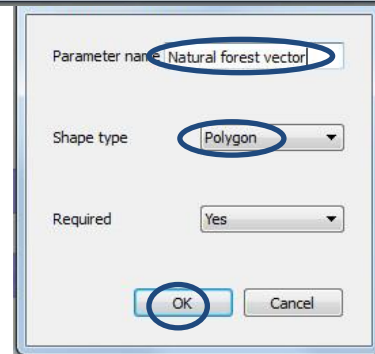 Parameter name Natural forest vector
Shape type Polygon
Required Yes
OK Cancel